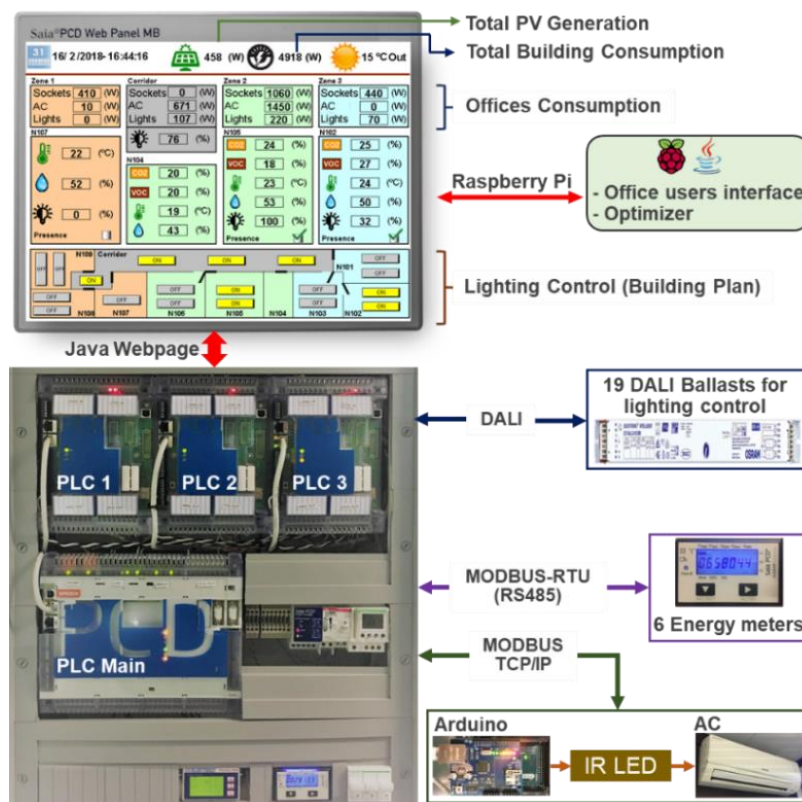 Saia®PCD Web Panel MB
Total PV Generation
31
16/ 2 /2018- 16:44:16
458 (W)
4918 (W)
15 °C Out
Total Building Consumption
Zone 1
Sockets 410 (W)
AC 10 (W)
Lights 0 (W)
N107
22 (°C)
52 (%)
0 (%)
Presence
Corridor
Sockets 0 (W)
AC 671 (W)
Lights 107 (W)
76 (%)
N104
CO2 20 (%)
VOC 20 (%)
19 (°C)
43 (%)
Zone 2
Sockets 1060 (W)
AC 1450 (W)
Lights 220 (W)
N105
CO2 24 (%)
VOC 18 (%)
23 (°C)
53 (%)
100 (%)
Presence
Zone 3
Sockets 440 (W)
AC 0 (W)
Lights 70 (W)
N102
CO2 25 (%)
VOC 27 (%)
24 (°C)
50 (%)
32 (%)
Presence
Offices Consumption
Raspberry Pi
- Office users interface
- Optimizer
N109 Corridor ON ON ON
OFF OFF ON N101 OFF
OFF
OFF OFF OFF ON OFF ON
OFF OFF ON OFF ON
N108 N107 N106 N105 N104 N103 N102
Lighting Control (Building Plan)
Java Webpage
PLC 1
PLC 2
PLC 3
DALI
19 DALI Ballasts for
lighting control
OSRAM
PCD
PLC Main
MODBUS-RTU
(RS485)
0658044
6 Energy meters
MODBUS
TCP/IP
Arduino
IR LED
AC